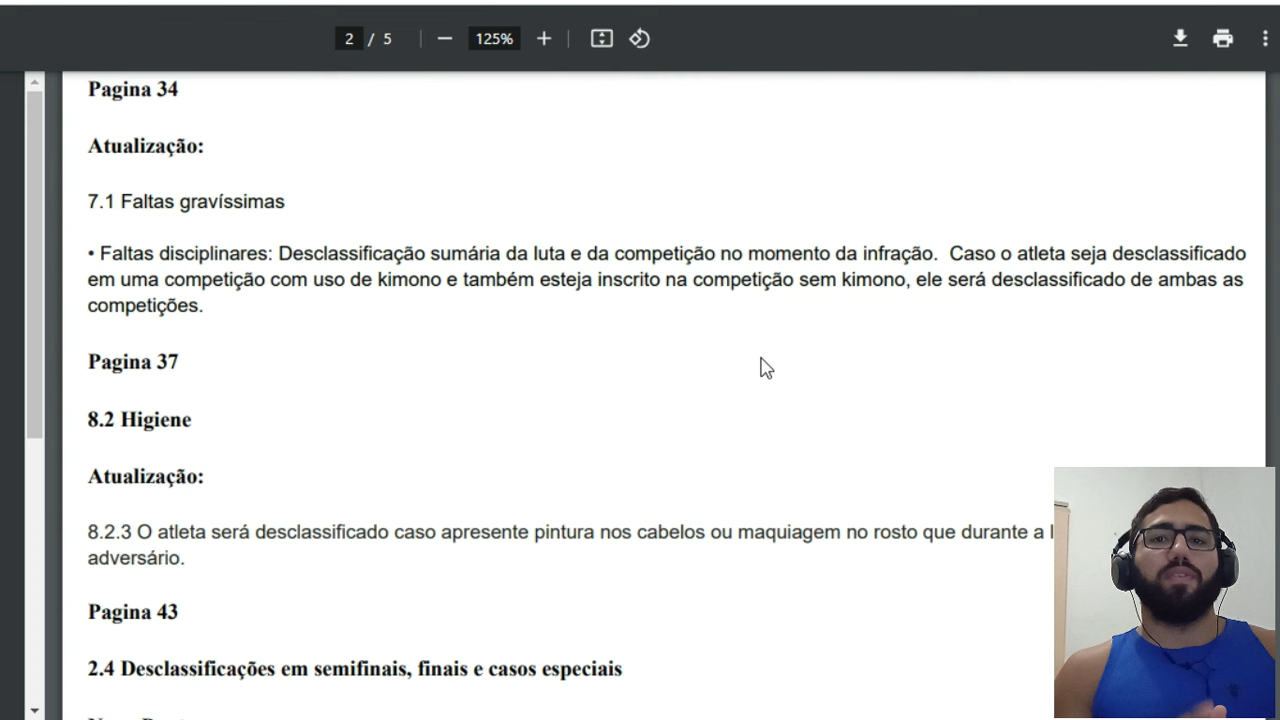 2 / 5
125%
Pagina 34
Atualização:
7.1 Faltas gravíssimas
• Faltas disciplinares: Desclassificação sumária da luta e da competição no momento da infração. Caso o atleta seja desclassificado
em uma competição com uso de kimono e também esteja inscrito na competição sem kimono, ele será desclassificado de ambas as
competições.
Pagina 37
8.2 Higiene
Atualização:
8.2.3 O atleta será desclassificado caso apresente pintura nos cabelos ou maquiagem no rosto que durante a
adversário.
Pagina 43
2.4 Desclassificações em semifinais, finais e casos especiais